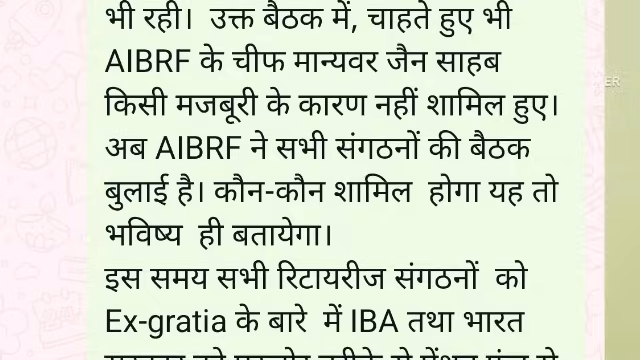 भी रही।  उक्त बैठक में, चाहते हुए भी
AIBRF के चीफ मान्यवर जैन साहब
किसी मजबूरी के कारण नहीं शामिल हुए।
अब AIBRF ने सभी संगठनों की बैठक
बुलाई है। कौन-कौन शामिल  होगा यह तो
भविष्य  ही बतायेगा।
इस समय सभी रिटायरीज संगठनों  को
Ex-gratia के बारे  में IBA तथा भारत